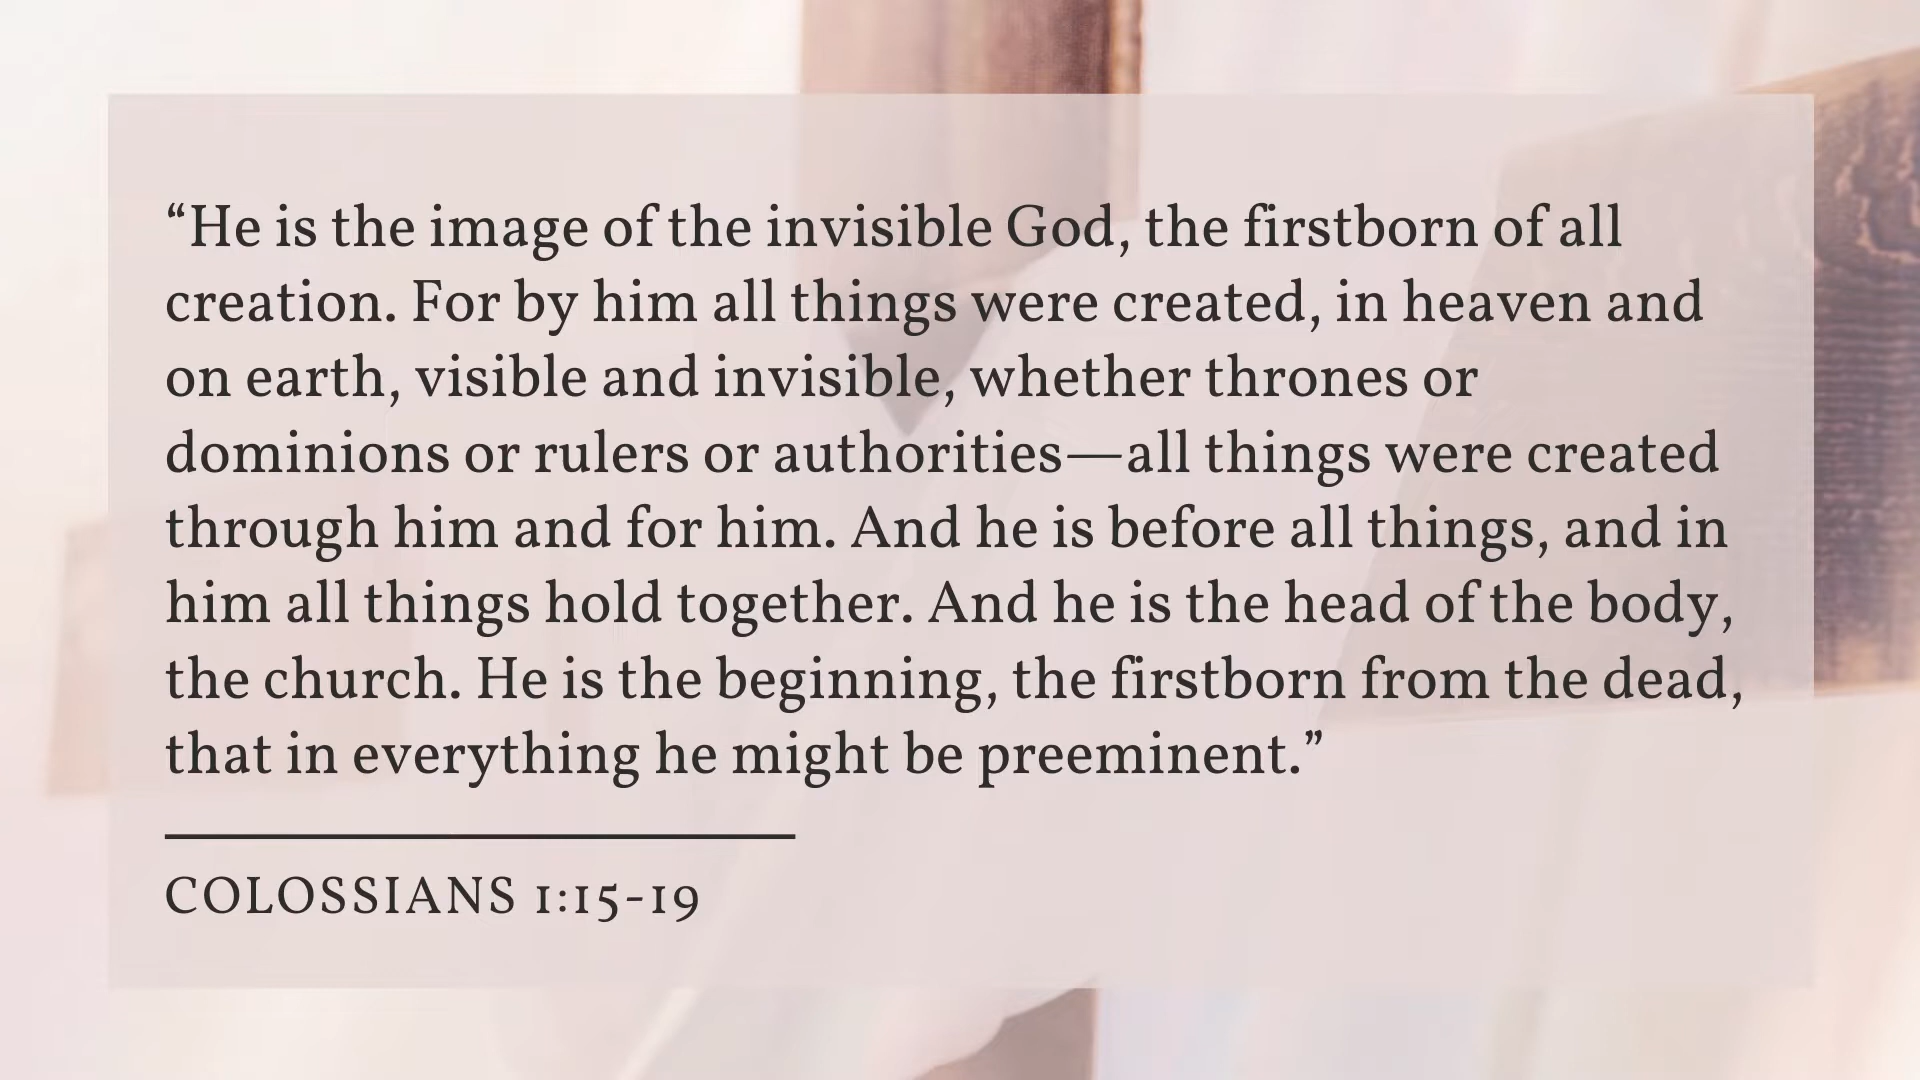 “He is the image of the invisible God, the firstborn of all
creation. For by him all things were created, in heaven and
on earth, visible and invisible, whether thrones or
dominions or rulers or authorities—all things were created
through him and for him. And he is before all things, and in
him all things hold together. And he is the head of the body,
the church. He is the beginning, the firstborn from the dead,
that in everything he might be preeminent.”
COLOSSIANS 1:15-19